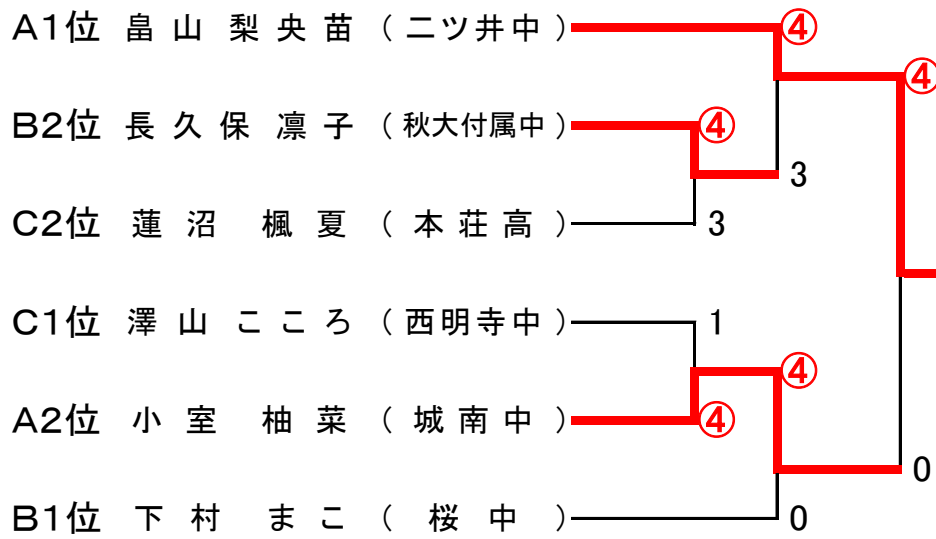 A1位 畠山 梨央苗 （ 二ツ井中 ） ④
④
B2位 長久保 凛子 （ 秋大付属中 ） ④
3
C2位 蓮沼 楓夏 （ 本荘高 ） 3
C1位 澤山 こころ （ 西明寺中 ） 1
④
A2位 小室 柚菜 （ 城南中 ） ④
0
B1位 下村 まこ （ 桜中 ） 0